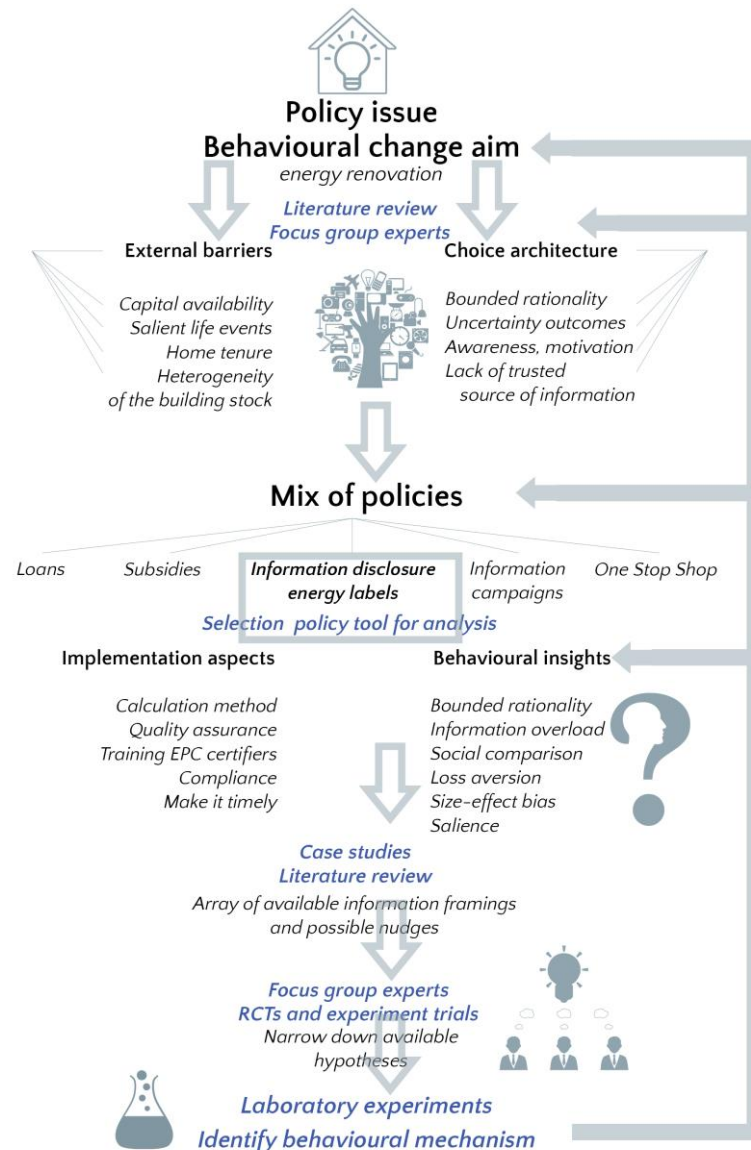 Policy issue
Behavioural change aim
energy renovation
Literature review
Focus group experts
External barriers
Capital availability
Salient life events
Home tenure
Heterogeneity
of the building stock
Choice architecture
Bounded rationality
Uncertainty outcomes
Awareness, motivation
Lack of trusted
source of information
Mix of policies
Loans
Subsidies
Information disclosure
energy labels
Information
campaigns
One Stop Shop
Selection policy tool for analysis
Implementation aspects
Calculation method
Quality assurance
Training EPC certifiers
Compliance
Make it timely
Behavioural insights
Bounded rationality
Information overload
Social comparison
Loss aversion
Size-effect bias
Salience
Case studies
Literature review
Array of available information framings
and possible nudges
Focus group experts
RCTs and experiment trials
Narrow down available
hypotheses
Laboratory experiments
Identify behavioural mechanism